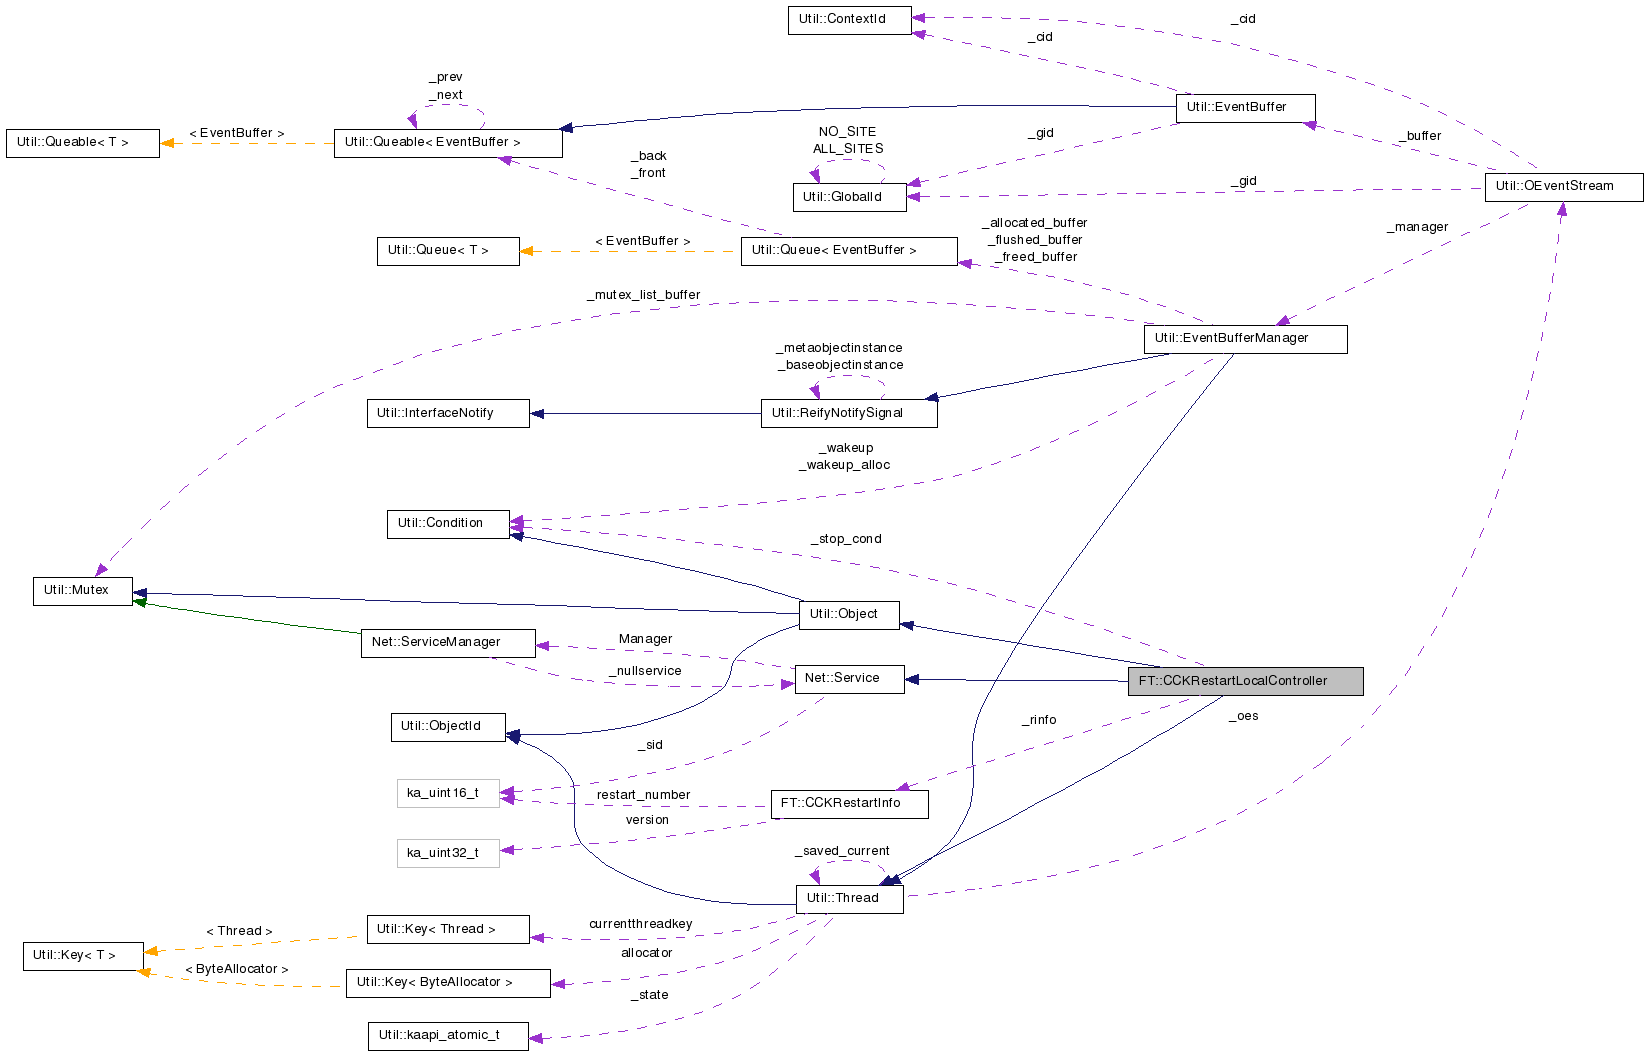 Util::ContextId
_cid
_cid
_prev
_next
Util::EventBuffer
Util::Queable< T >
< EventBuffer >
Util::Queable< EventBuffer >
NO_SITE
ALL_SITES
_gid
_buffer
_back
_front
Util::GlobalId
_gid
Util::OEventStream
Util::Queue< T >
< EventBuffer >
Util::Queue< EventBuffer >
_allocated_buffer
_flushed_buffer
_freed_buffer
_manager
_mutex_list_buffer
Util::EventBufferManager
_metaobjectinstance
_baseobjectinstance
Util::InterfaceNotify
Util::ReifyNotifySignal
_wakeup
_wakeup_alloc
Util::Condition
_stop_cond
Util::Mutex
Util::Object
Net::ServiceManager
Manager
_nullservice
Net::Service
FT::CCKRestartLocalController
Util::ObjectId
_rinfo
_oes
_sid
ka_uint16_t
restart_number
FT::CCKRestartInfo
version
ka_uint32_t
_saved_current
Util::Thread
< Thread >
Util::Key< Thread >
currentthreadkey
Util::Key< T >
< ByteAllocator >
Util::Key< ByteAllocator >
allocator
_state
Util::kaapi_atomic_t